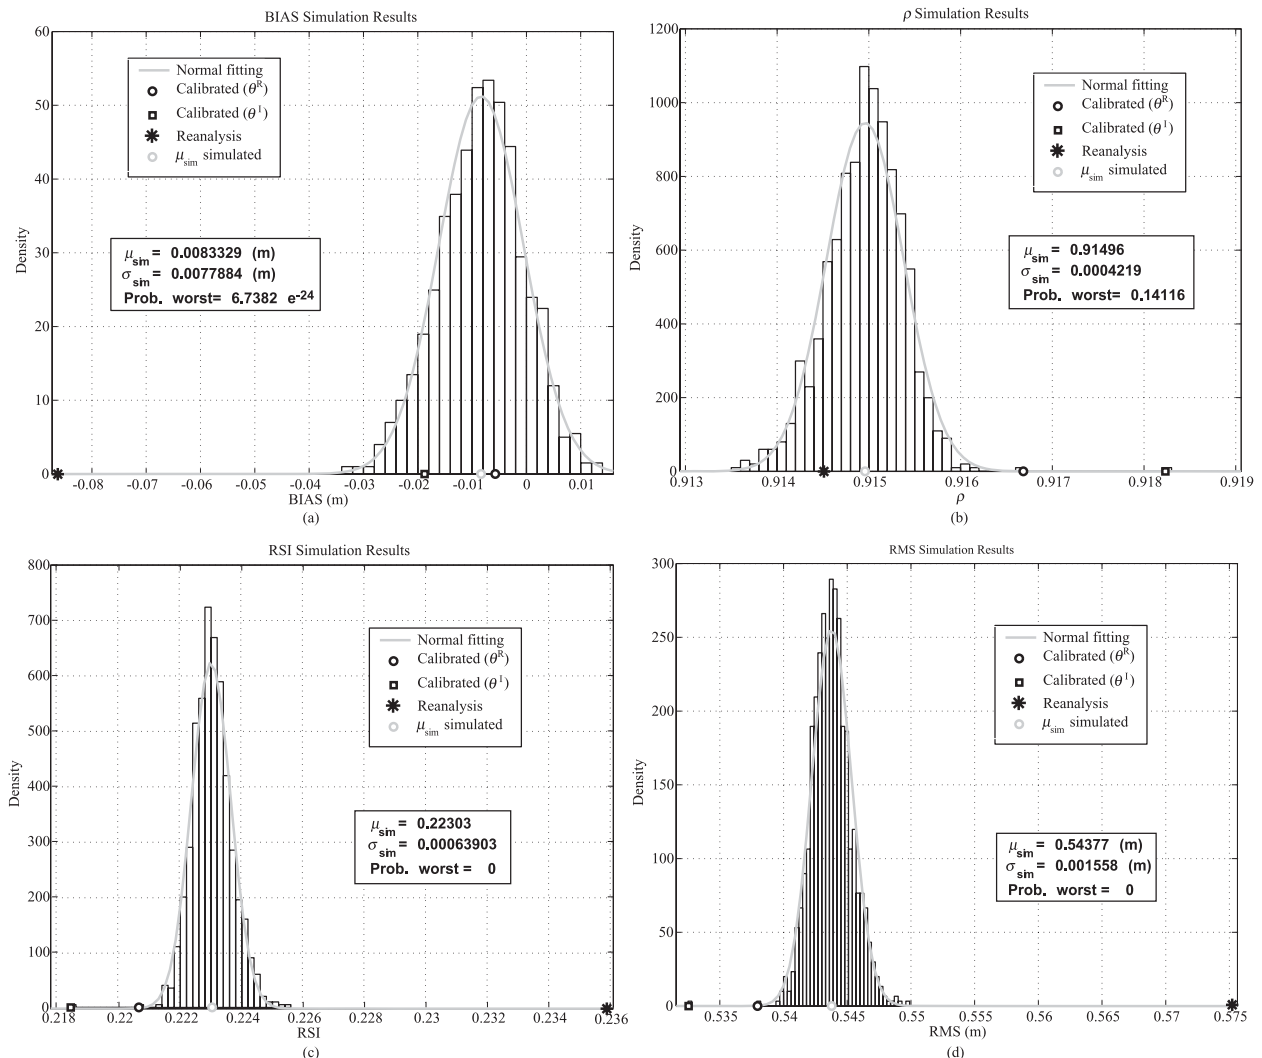 BIAS Simulation Results
60
50
40
30
20
10
0
Density
Normal fitting
Calibrated (θ^R)
Calibrated (θ^I)
Reanalysis
μ_sim simulated
μ_sim = 0.0083329 (m)
σ_sim = 0.0077884 (m)
Prob. worst= 6.7382 e^-24
-0.08 -0.07 -0.06 -0.05 -0.04 -0.03 -0.02 -0.01 0 0.01
BIAS (m)
(a)
ρ Simulation Results
1200
1000
800
600
400
200
0
Density
Normal fitting
Calibrated (θ^R)
Calibrated (θ^I)
Reanalysis
μ_sim simulated
μ_sim = 0.91496
σ_sim = 0.0004219
Prob. worst= 0.14116
0.913 0.914 0.915 0.916 0.917 0.918 0.919
ρ
(b)
RSI Simulation Results
800
700
600
500
400
300
200
100
0
Density
Normal fitting
Calibrated (θ^R)
Calibrated (θ^I)
Reanalysis
μ_sim simulated
μ_sim = 0.22303
σ_sim = 0.00063903
Prob. worst = 0
0.218 0.22 0.222 0.224 0.226 0.228 0.23 0.232 0.234 0.236
RSI
(c)
RMS Simulation Results
300
250
200
150
100
50
0
Density
Normal fitting
Calibrated (θ^R)
Calibrated (θ^I)
Reanalysis
μ_sim simulated
μ_sim = 0.54377 (m)
σ_sim = 0.001558 (m)
Prob. worst = 0
0.535 0.54 0.545 0.55 0.555 0.56 0.565 0.57 0.575
RMS (m)
(d)